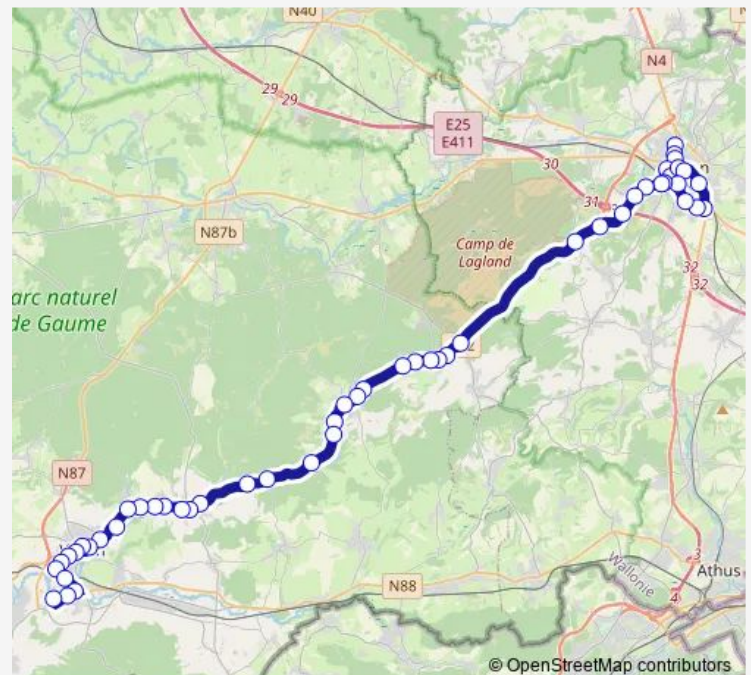 N40
N4
29
29
E25
E411
30
31
N87b
Camp de
Lagland
32
32
arc naturel
de Gaume
N87
3
Wallonie
Athus
N88
4
© OpenStreetMap contributors